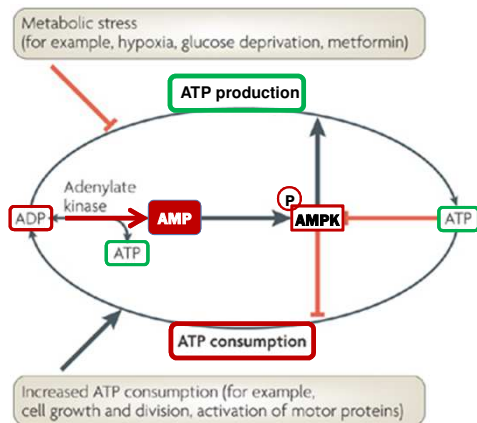 Metabolic stress
(for example, hypoxia, glucose deprivation, metformin)
ATP production
Adenylate
kinase
ADP
AMP
P
AMPK
ATP
ATP
ATP consumption
Increased ATP consumption (for example,
cell growth and division, activation of motor proteins)